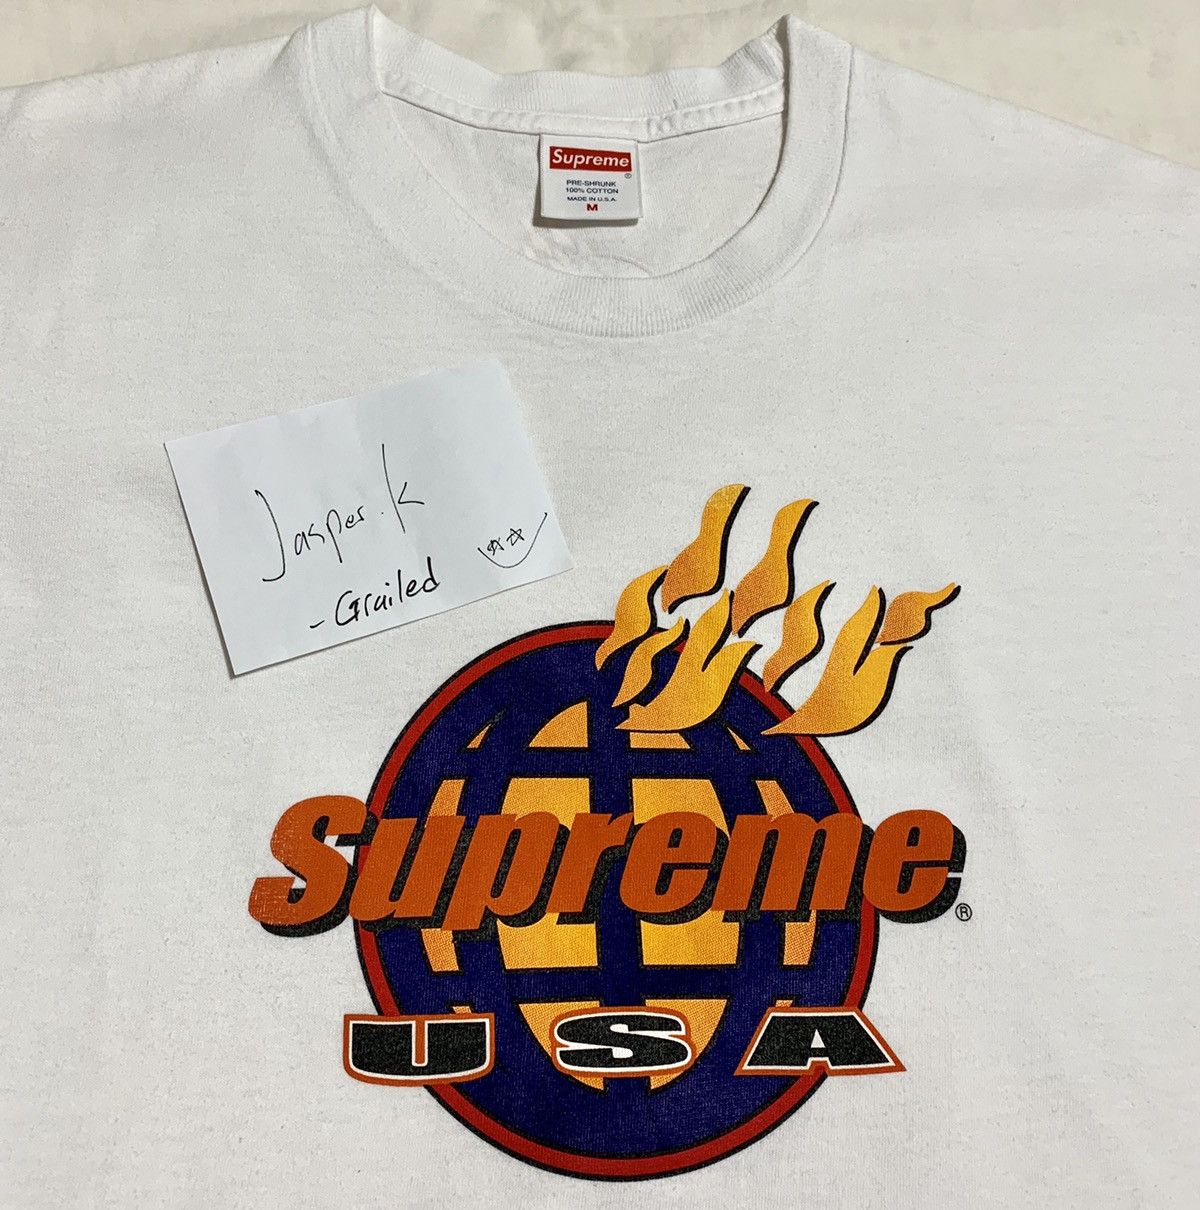 Supreme
®
PRE-SHRUNK
100% COTTON
MADE IN U.S.A.
M
Jasper.K
- Grailed
Supreme
®
USA